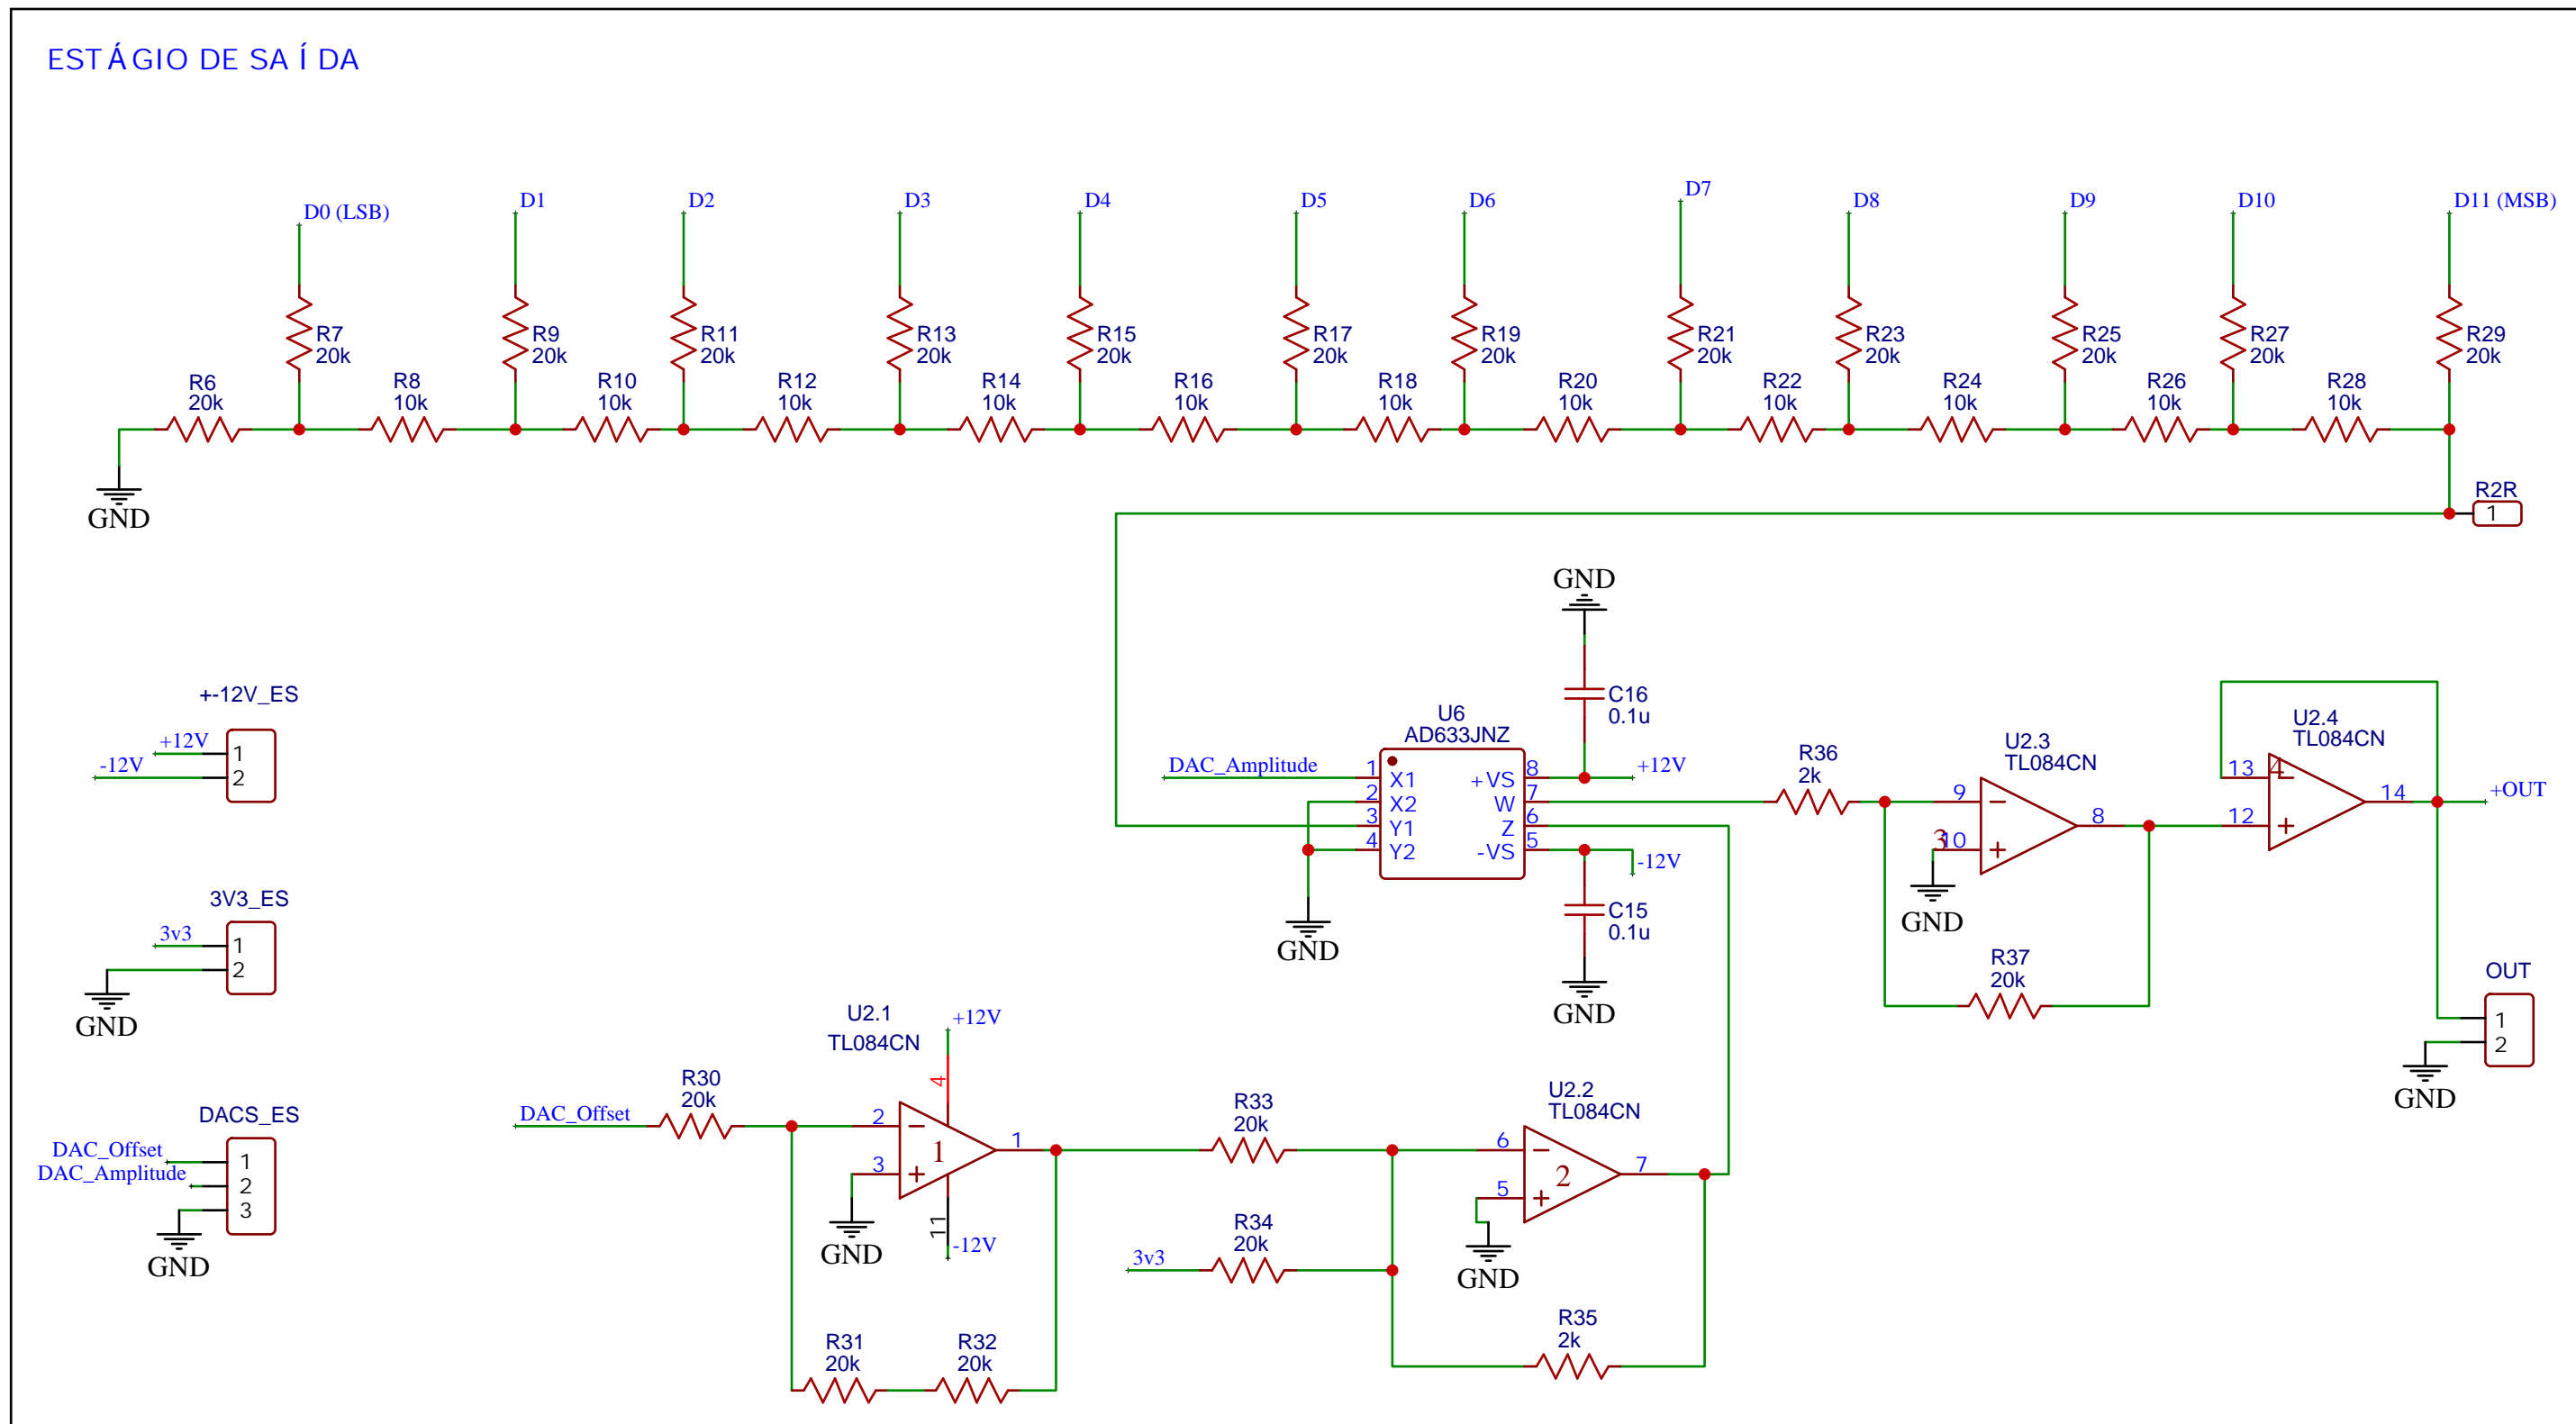 ESTÁGIO DE SAÍDA
D0 (LSB)
D1
D2
D3
D4
D5
D6
D7
D8
D9
D10
D11 (MSB)
R7
20k
R9
20k
R11
20k
R13
20k
R15
20k
R17
20k
R19
20k
R21
20k
R23
20k
R25
20k
R27
20k
R29
20k
R6
20k
R8
10k
R10
10k
R12
10k
R14
10k
R16
10k
R18
10k
R20
10k
R22
10k
R24
10k
R26
10k
R28
10k
GND
R2R
1
GND
C16
0.1u
U6
AD633JNZ
DAC_Amplitude
1 X1
2 X2
3 Y1
4 Y2
+VS 8
W 7
Z 6
-VS 5
+12V
-12V
GND
C15
0.1u
GND
R36
2k
U2.3
TL084CN
9
10
3
8
GND
R37
20k
U2.4
TL084CN
13
12
4
14
+OUT
OUT
1
2
GND
+-12V_ES
+12V
-12V
1
2
3V3_ES
3v3
1
2
GND
DACS_ES
DAC_Offset
DAC_Amplitude
1
2
3
GND
DAC_Offset
R30
20k
U2.1
TL084CN
+12V
4
2
3
1
1
11
-12V
GND
R31
20k
R32
20k
R33
20k
R34
20k
3v3
U2.2
TL084CN
6
5
2
7
GND
R35
2k